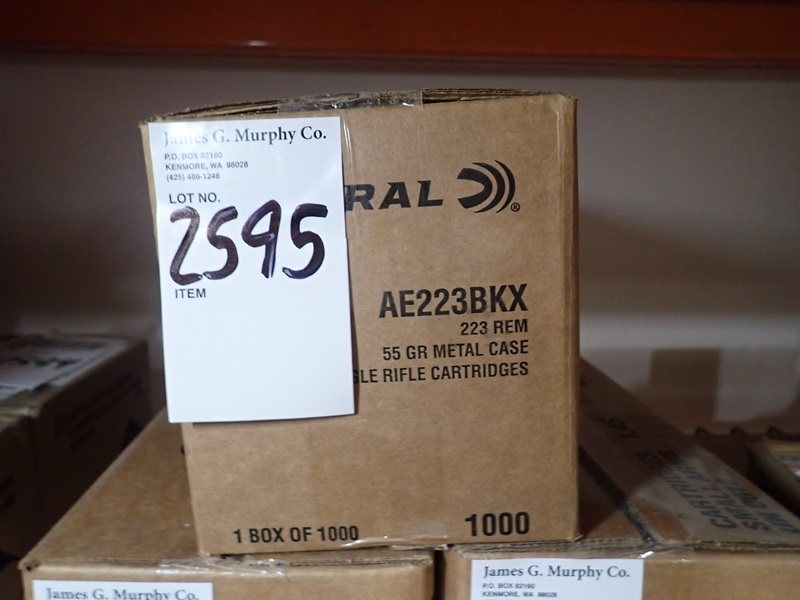 James G. Murphy Co.
P.O. BOX 82160
KENMORE, WA 98028
(425) 486-1246
LOT NO.
2595
ITEM
RAL
AE223BKX
223 REM
55 GR METAL CASE
GLE RIFLE CARTRIDGES
1 BOX OF 1000
1000
James G. Murphy Co.
James G. Murphy Co.
P.O. BOX 82160
KENMORE, WA 98028